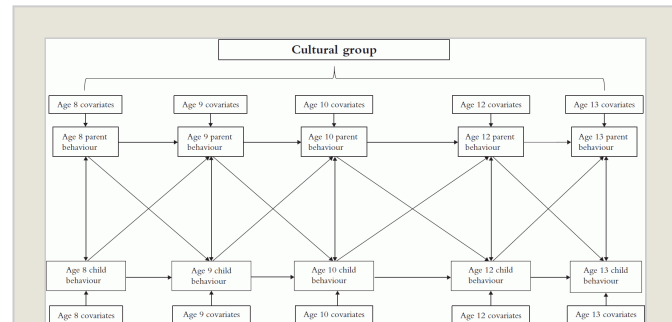 Cultural group
Age 8 covariates Age 9 covariates Age 10 covariates Age 12 covariates Age 13 covariates
Age 8 parent Age 9 parent Age 10 parent Age 12 parent Age 13 parent
behaviour behaviour behaviour behaviour behaviour
Age 8 child Age 9 child Age 10 child Age 12 child Age 13 child
behaviour behaviour behaviour behaviour behaviour
Age 8 covariates Age 9 covariates Age 10 covariates Age 12 covariates Age 13 covariates